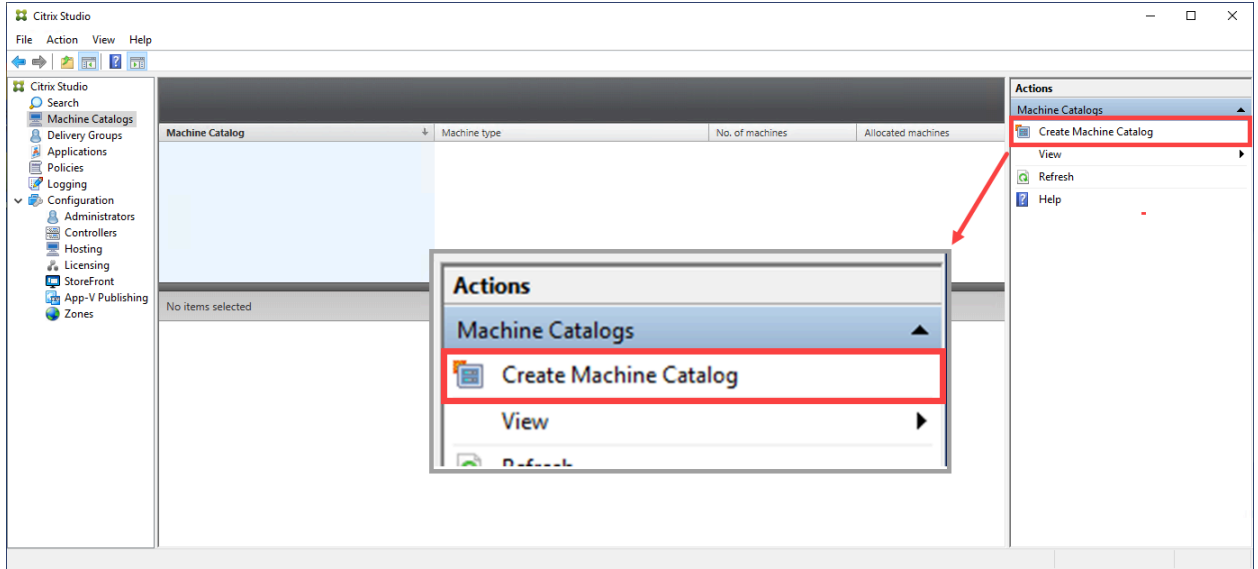 Citrix Studio
File Action View Help
Citrix Studio
Search
Machine Catalogs
Delivery Groups
Applications
Policies
Logging
Configuration
Administrators
Controllers
Hosting
Licensing
StoreFront
App-V Publishing
Zones
Machine Catalog Machine type No. of machines Allocated machines
No items selected
Actions
Machine Catalogs
Create Machine Catalog
View
Refresh
Help
Actions
Machine Catalogs
Create Machine Catalog
View
Refresh